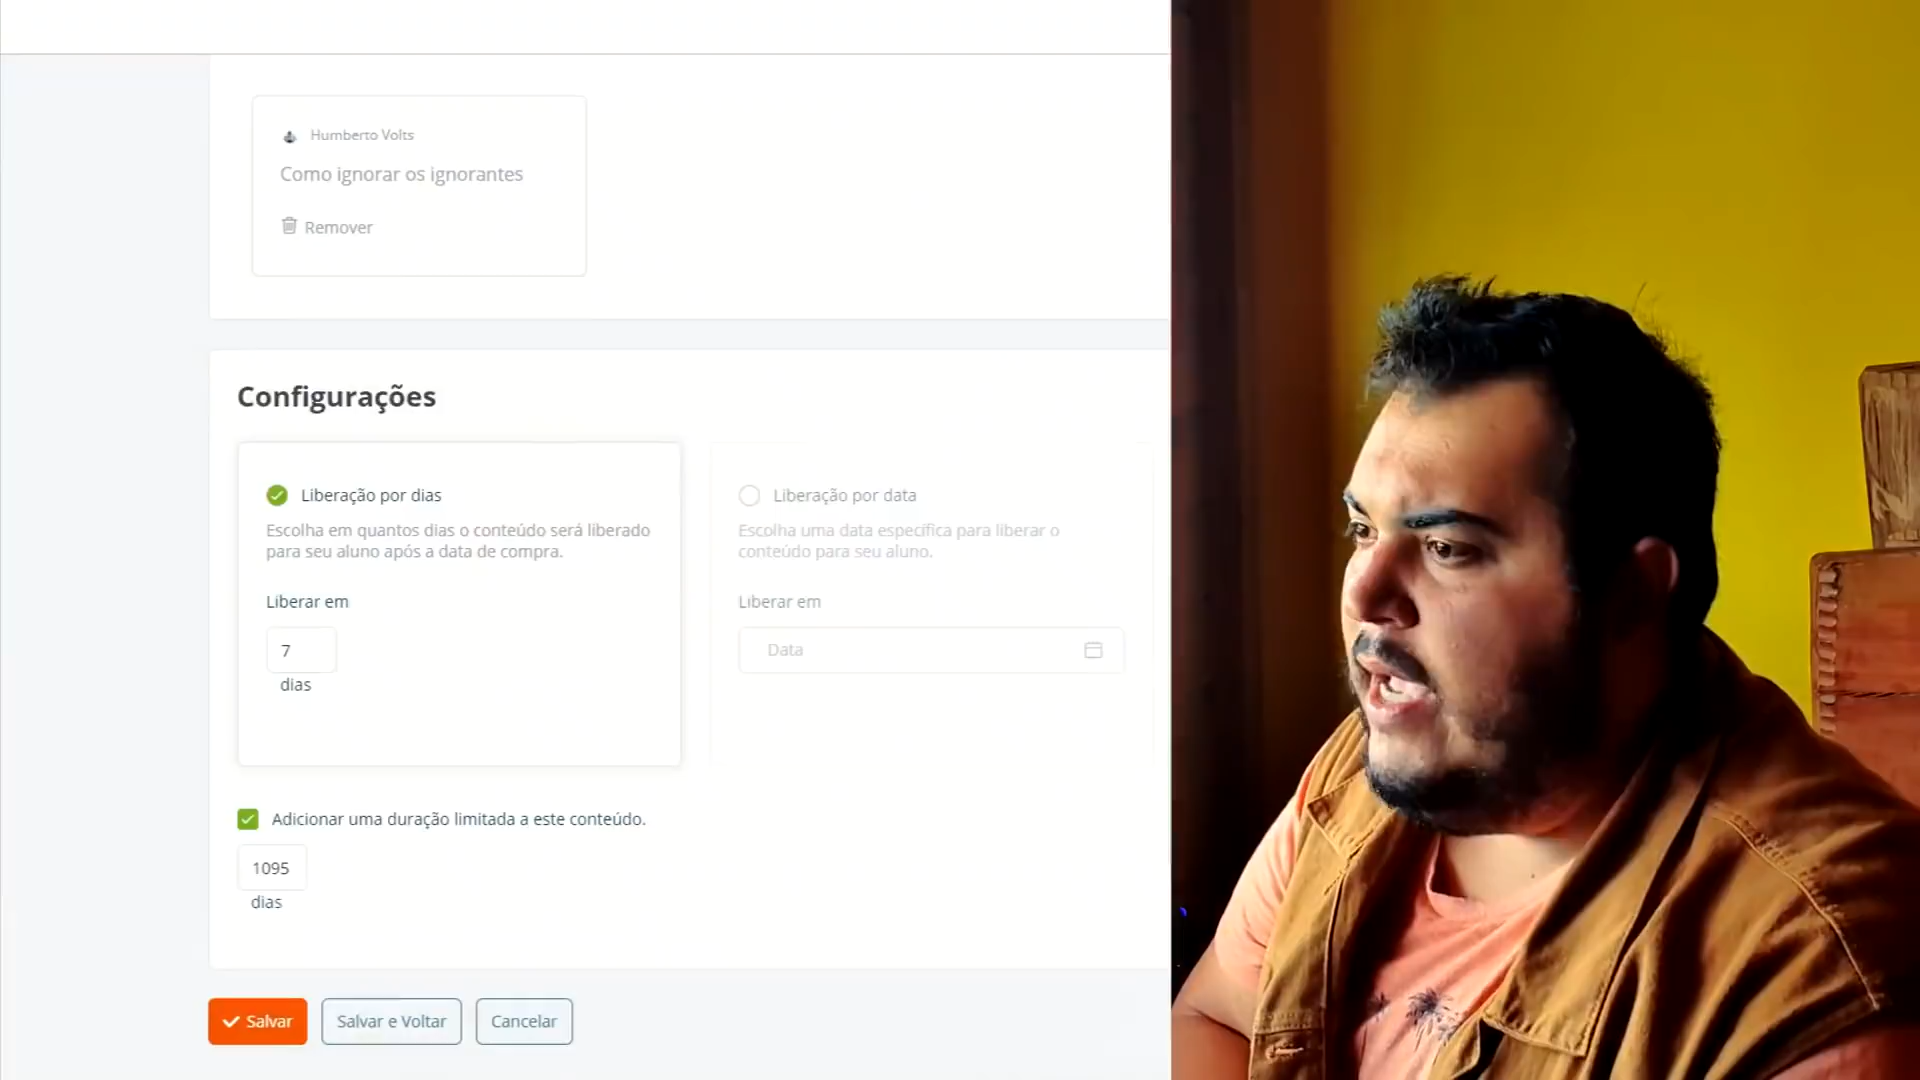 Humberto Volts
Como ignorar os ignorantes
Remover
Configurações
Liberação por dias
Escolha em quantos dias o conteúdo será liberado
para seu aluno após a data de compra.
Liberar em
7
dias
Liberação por data
Escolha uma data específica para liberar o
conteúdo para seu aluno.
Liberar em
Data
Adicionar uma duração limitada a este conteúdo.
1095
dias
Salvar
Salvar e Voltar
Cancelar